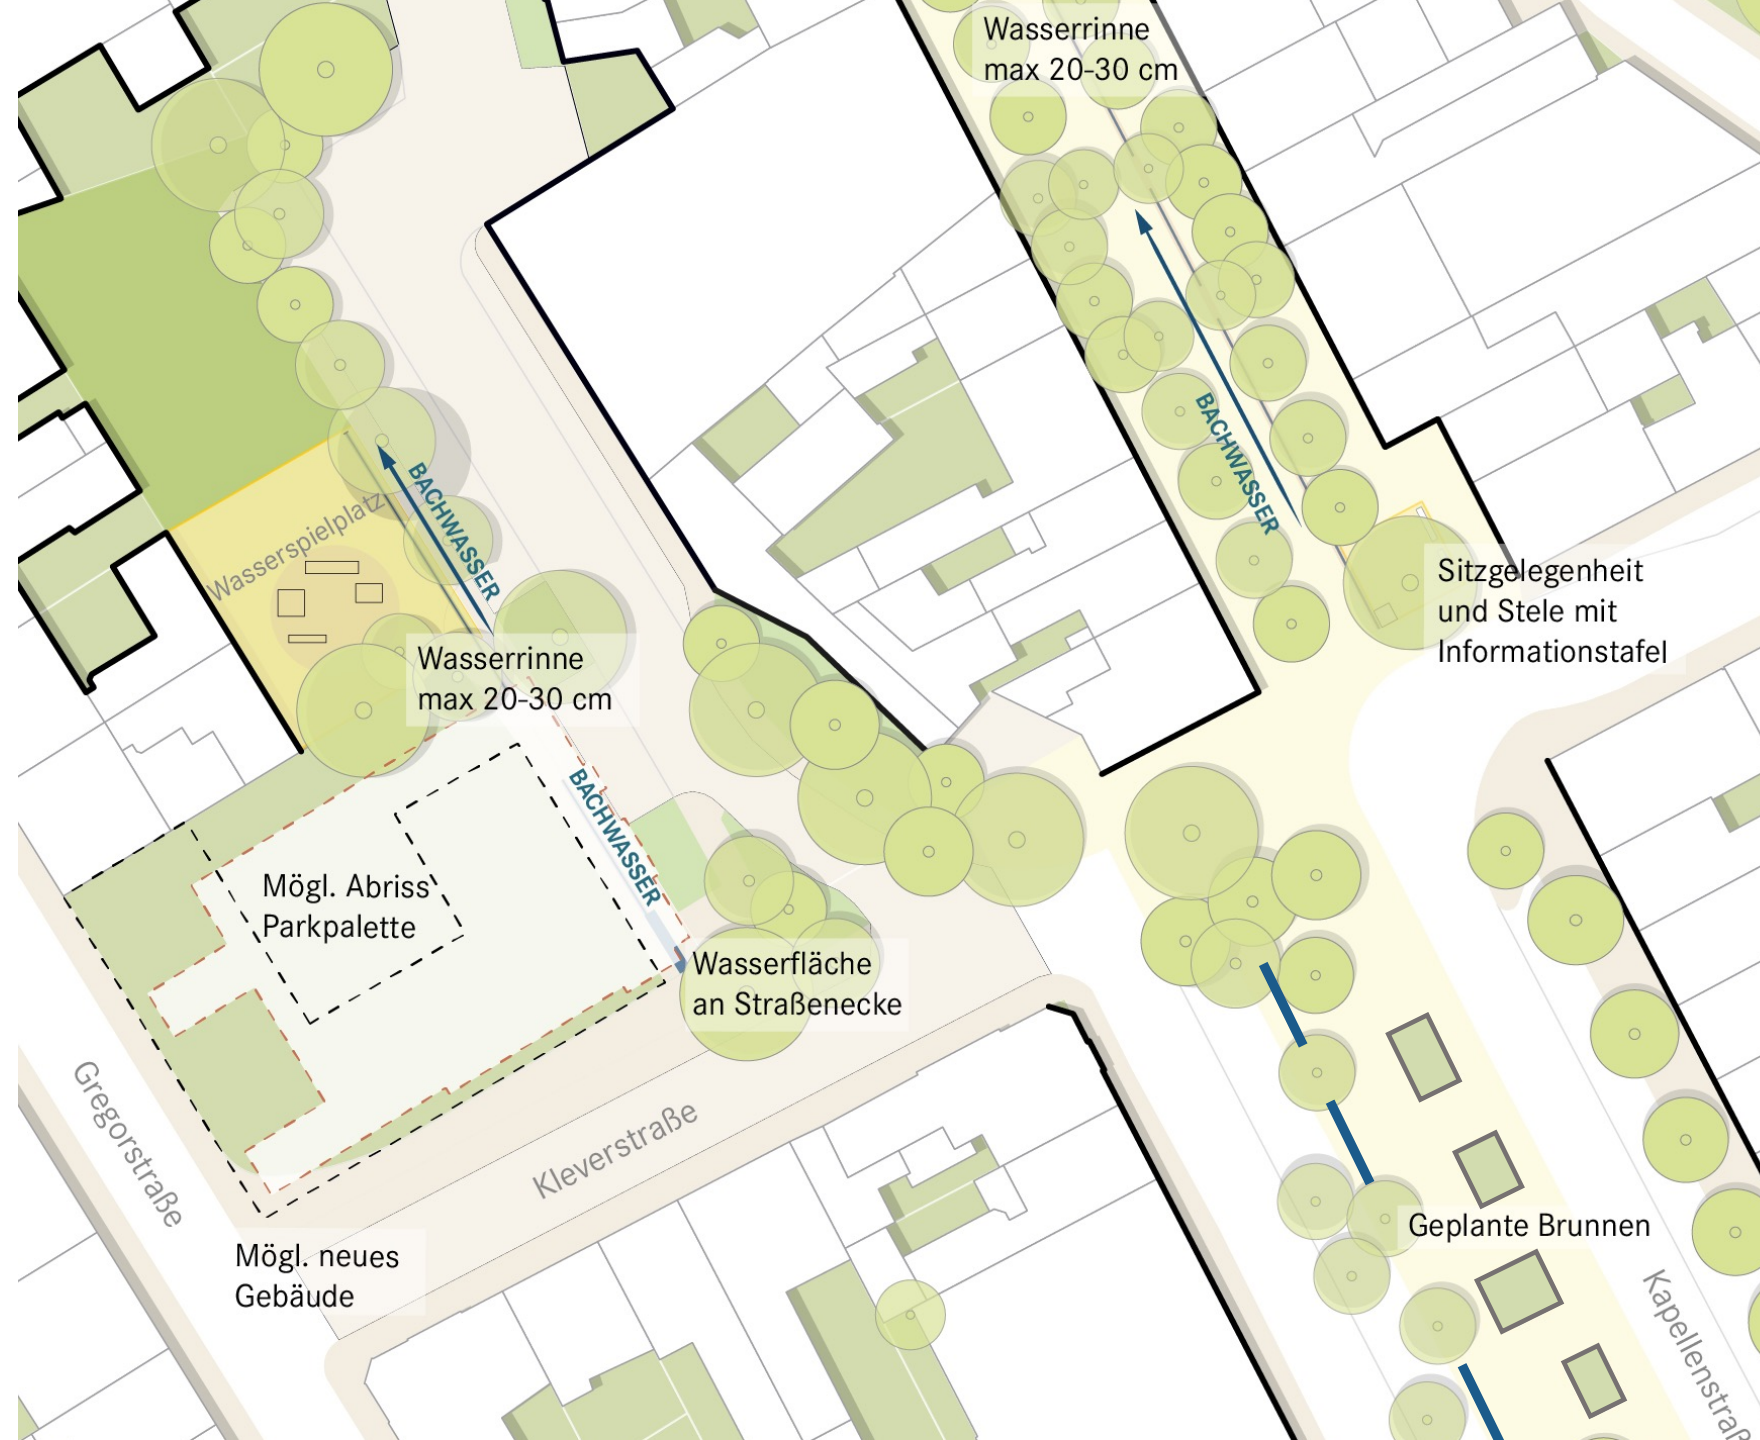 Wasserrinne
max 20-30 cm
BACHWASSER
BACHWASSER
Wasserspielplatz
Sitzgelegenheit
und Stele mit
Informationstafel
Wasserrinne
max 20-30 cm
BACHWASSER
Mögl. Abriss
Parkpalette
Wasserfläche
an Straßenecke
Gregorstraße
Kleverstraße
Geplante Brunnen
Mögl. neues
Gebäude